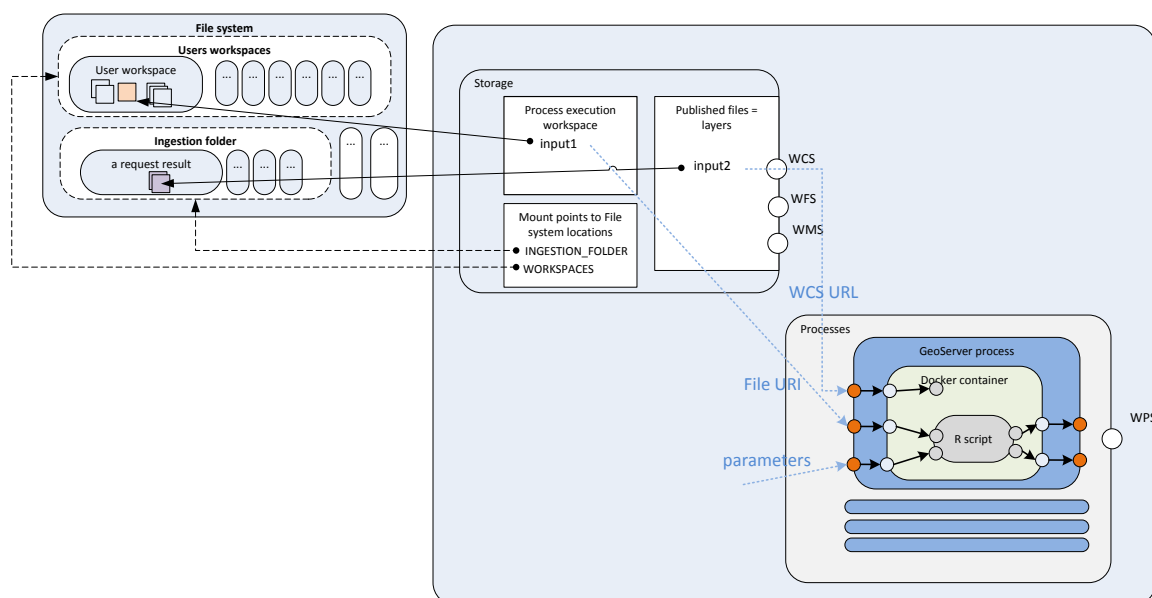 File system
Users workspaces
User workspace
... ... ... ... ... ...
Ingestion folder
a request result
... ... ...
... ...
Storage
Process execution
workspace
input1
Published files =
layers
input2
WCS
WFS
WMS
Mount points to File
system locations
INGESTION_FOLDER
WORKSPACES
WCS URL
File URI
parameters
Processes
GeoServer process
Docker container
R script
WPS